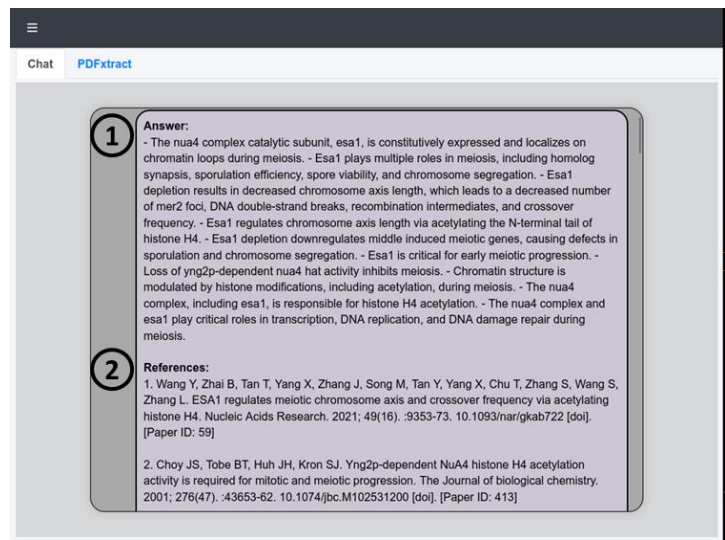 ≡
Chat PDFxtract
1
Answer:
- The nua4 complex catalytic subunit, esa1, is constitutively expressed and localizes on
chromatin loops during meiosis. - Esa1 plays multiple roles in meiosis, including homolog
synapsis, sporulation efficiency, spore viability, and chromosome segregation. - Esa1
depletion results in decreased chromosome axis length, which leads to a decreased number
of mer2 foci, DNA double-strand breaks, recombination intermediates, and crossover
frequency. - Esa1 regulates chromosome axis length via acetylating the N-terminal tail of
histone H4. - Esa1 depletion downregulates middle induced meiotic genes, causing defects in
sporulation and chromosome segregation. - Esa1 is critical for early meiotic progression. -
Loss of yng2p-dependent nua4 hat activity inhibits meiosis. - Chromatin structure is
modulated by histone modifications, including acetylation, during meiosis. - The nua4
complex, including esa1, is responsible for histone H4 acetylation. - The nua4 complex and
esa1 play critical roles in transcription, DNA replication, and DNA damage repair during
meiosis.
2
References:
1. Wang Y, Zhai B, Tan T, Yang X, Zhang J, Song M, Tan Y, Yang X, Chu T, Zhang S, Wang S,
Zhang L. ESA1 regulates meiotic chromosome axis and crossover frequency via acetylating
histone H4. Nucleic Acids Research. 2021; 49(16). :9353-73. 10.1093/nar/gkab722 [doi].
[Paper ID: 59]
2. Choy JS, Tobe BT, Huh JH, Kron SJ. Yng2p-dependent NuA4 histone H4 acetylation
activity is required for mitotic and meiotic progression. The Journal of biological chemistry.
2001; 276(47). :43653-62. 10.1074/jbc.M102531200 [doi]. [Paper ID: 413]